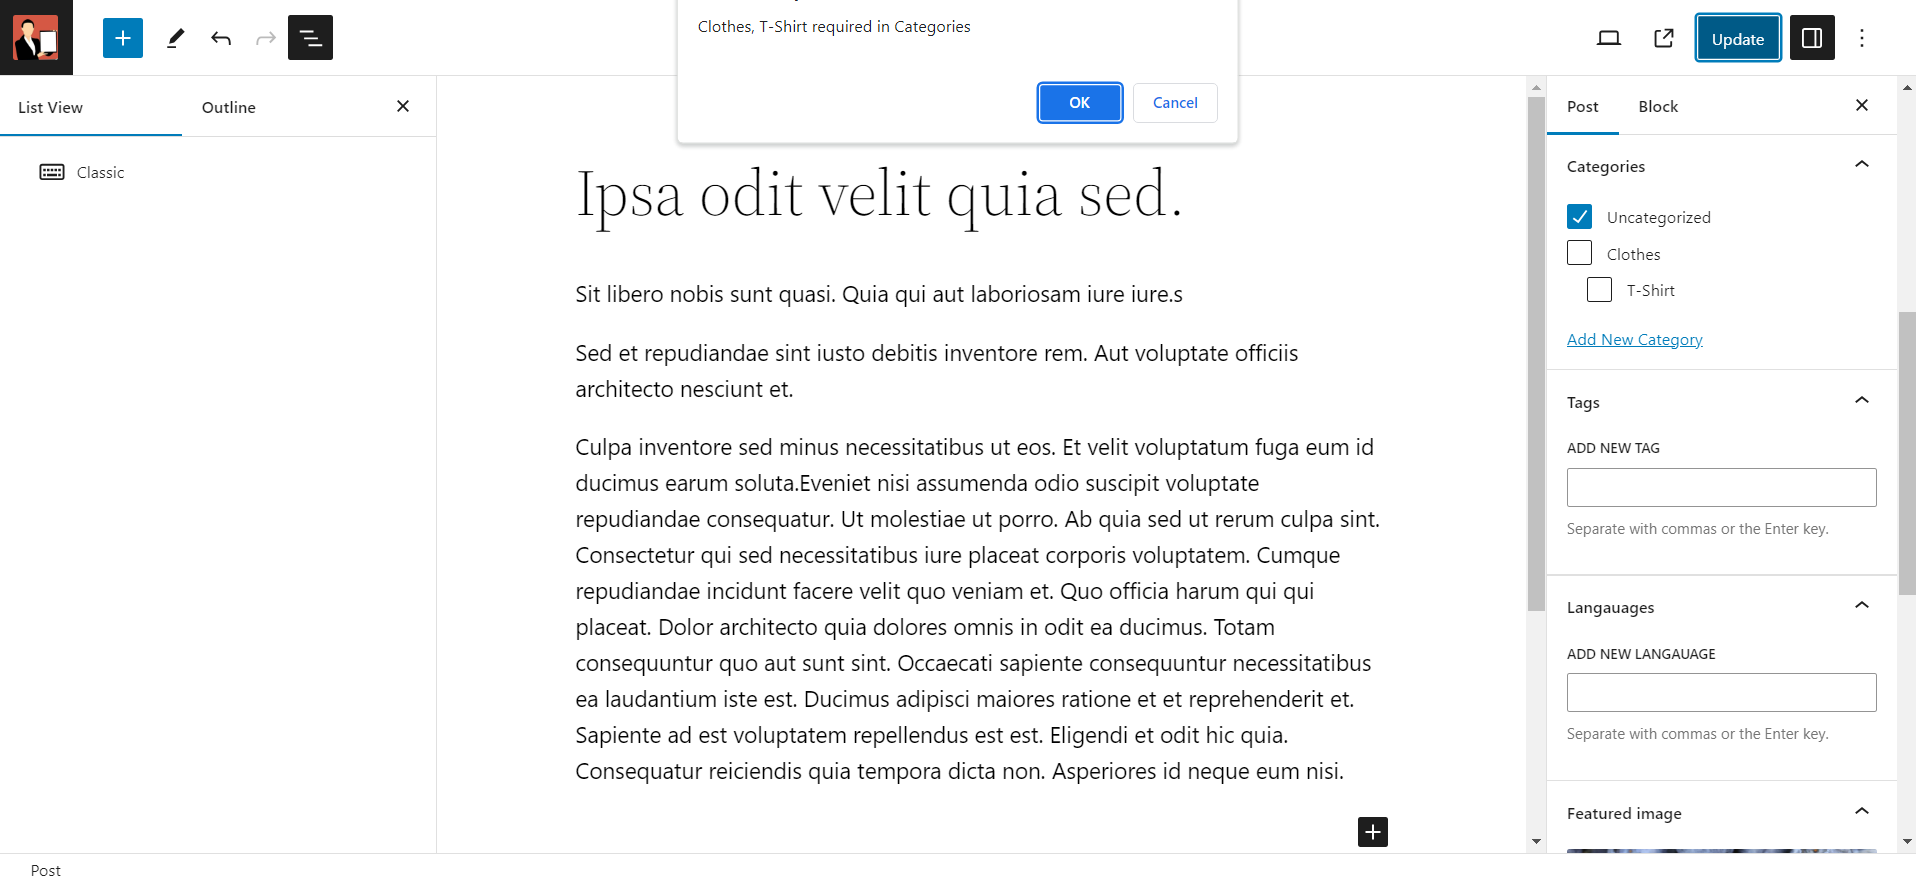 Clothes, T-Shirt required in Categories
OK
Cancel
Update
List View
Outline
Classic
Ipsa odit velit quia sed.
Sit libero nobis sunt quasi. Quia qui aut laboriosam iure iure.s
Sed et repudiandae sint iusto debitis inventore rem. Aut voluptate officiis
architecto nesciunt et.
Culpa inventore sed minus necessitatibus ut eos. Et velit voluptatum fuga eum id
ducimus earum soluta.Eveniet nisi assumenda odio suscipit voluptate
repudiandae consequatur. Ut molestiae ut porro. Ab quia sed ut rerum culpa sint.
Consectetur qui sed necessitatibus iure placeat corporis voluptatem. Cumque
repudiandae incidunt facere velit quo veniam et. Quo officia harum qui qui
placeat. Dolor architecto quia dolores omnis in odit ea ducimus. Totam
consequuntur quo aut sunt sint. Occaecati sapiente consequuntur necessitatibus
ea laudantium iste est. Ducimus adipisci maiores ratione et et reprehenderit et.
Sapiente ad est voluptatem repellendus est est. Eligendi et odit hic quia.
Consequatur reiciendis quia tempora dicta non. Asperiores id neque eum nisi.
Post
Block
Categories
Uncategorized
Clothes
T-Shirt
Add New Category
Tags
ADD NEW TAG
Separate with commas or the Enter key.
Langauages
ADD NEW LANGAUAGE
Separate with commas or the Enter key.
Featured image
Post